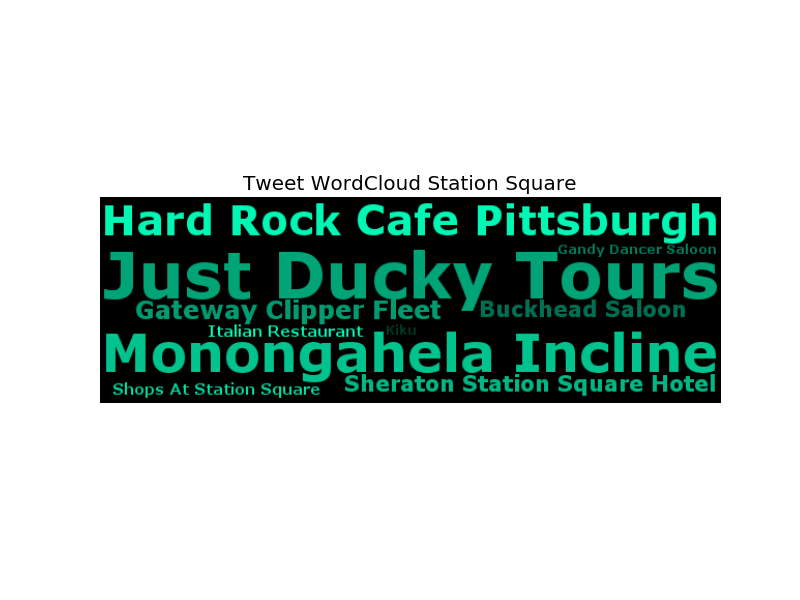 Tweet WordCloud Station Square
Hard Rock Cafe Pittsburgh
Gandy Dancer Saloon
Just Ducky Tours
Gateway Clipper Fleet
Buckhead Saloon
Italian Restaurant
Kiku
Monongahela Incline
Shops At Station Square
Sheraton Station Square Hotel